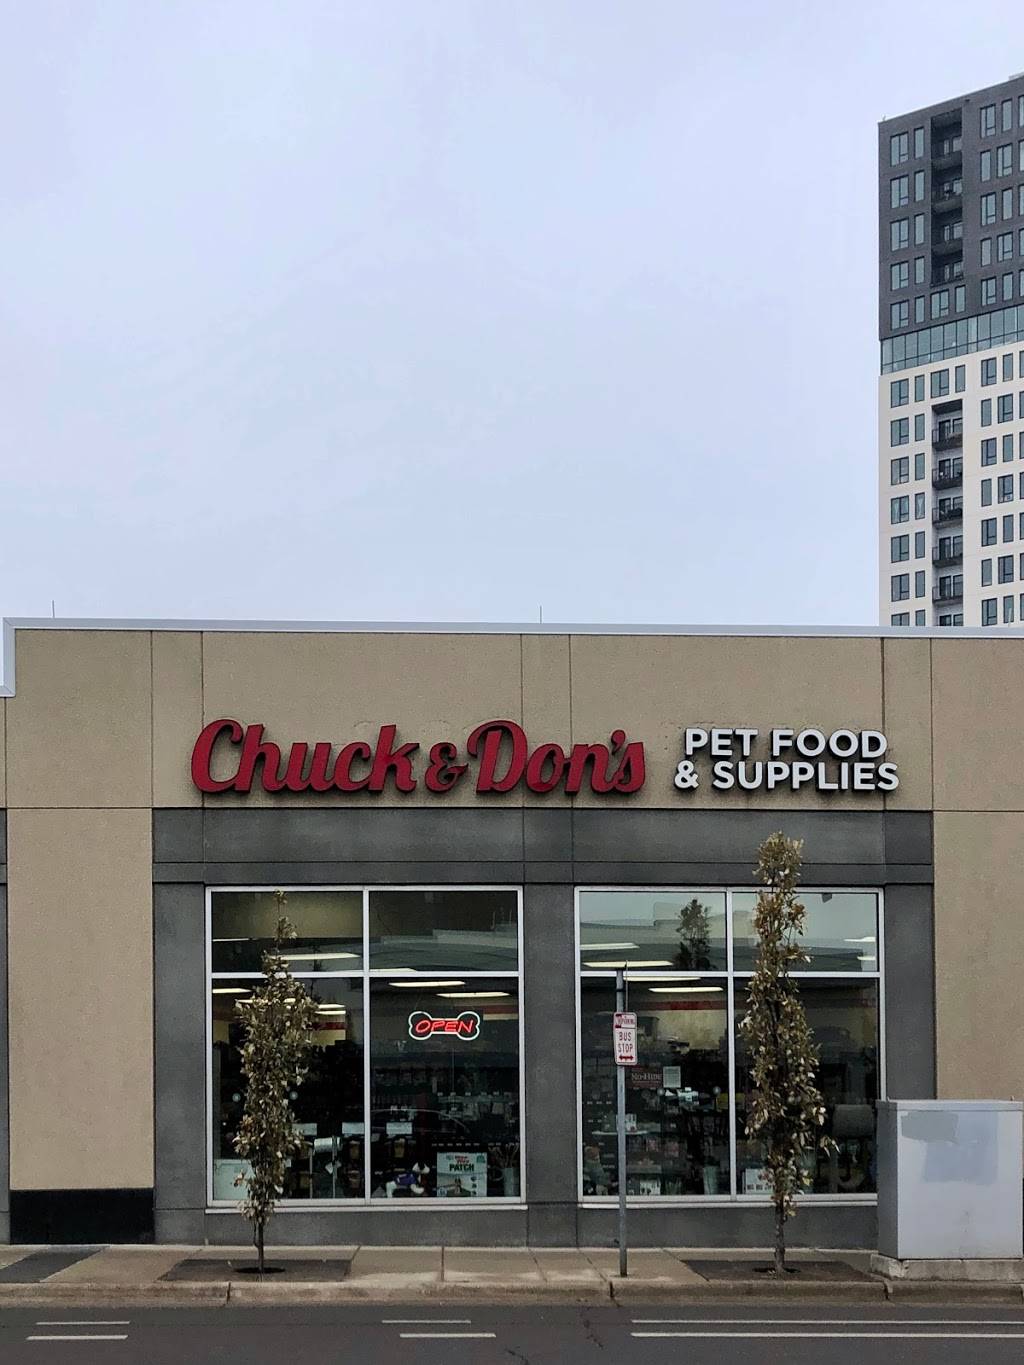 Chuck & Don's
PET FOOD
& SUPPLIES
OPEN
BUS
STOP
PATCH